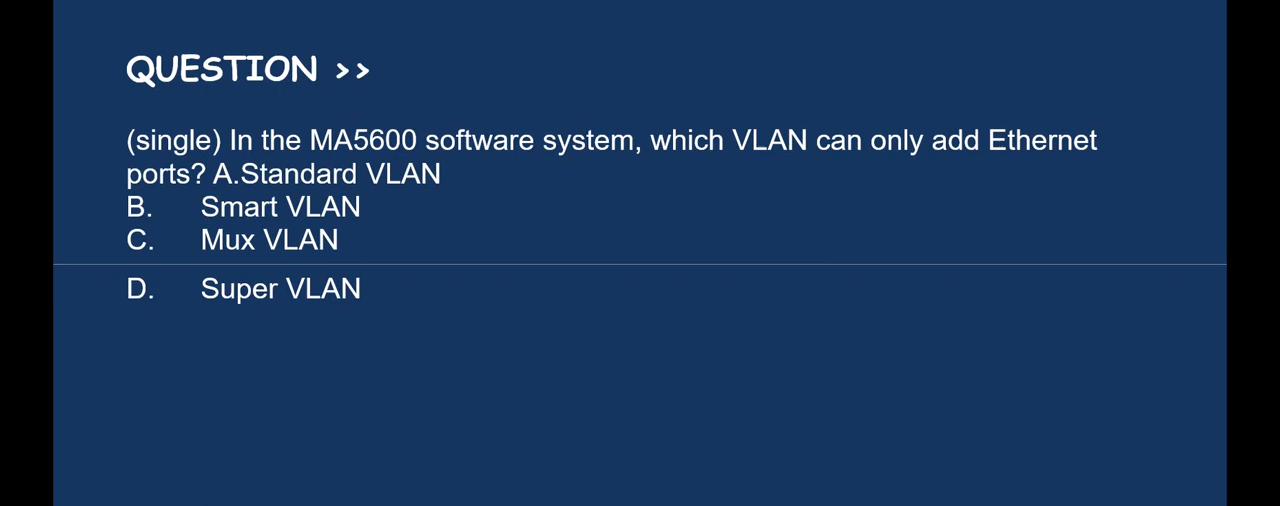 QUESTION >>
(single) In the MA5600 software system, which VLAN can only add Ethernet
ports? A.Standard VLAN
B. Smart VLAN
C. Mux VLAN
D. Super VLAN